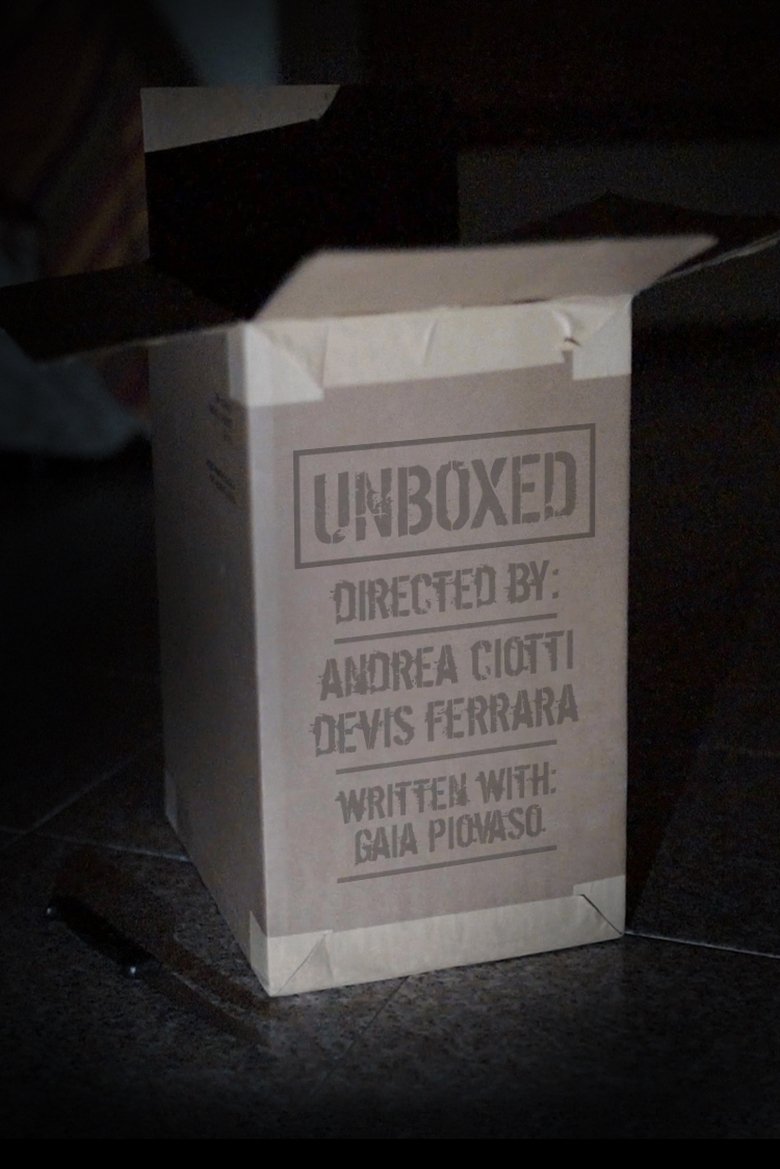 UNBOXED
DIRECTED BY:
ANDREA CIOTTI
DEVIS FERRARA
WRITTEN WITH:
GAIA PIOVASO